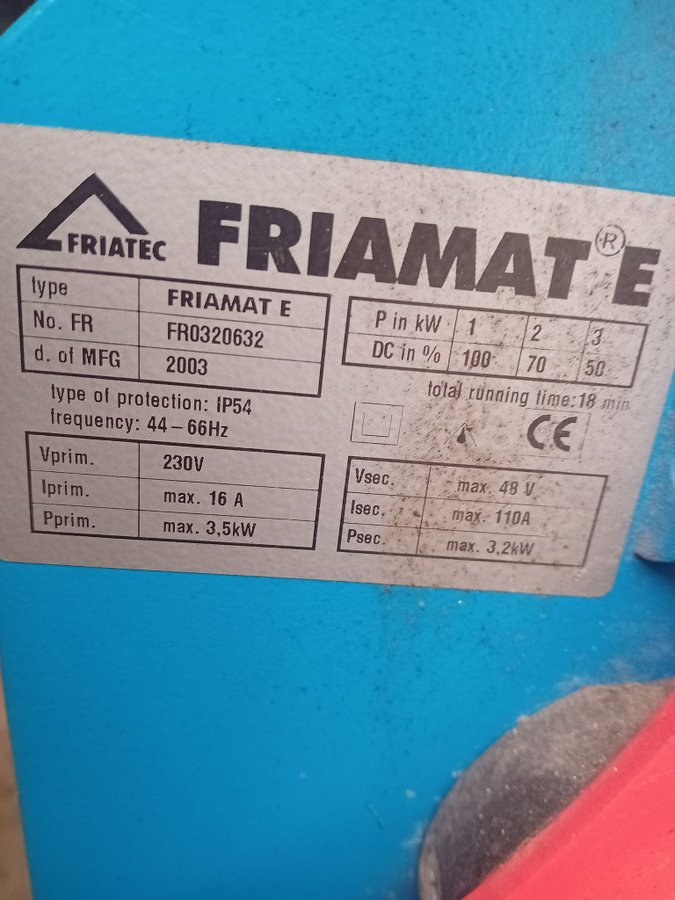 FRIATEC FRIAMAT® E
type FRIAMAT E
No. FR FR0320632
d. of MFG 2003
P in kW 1 2 3
DC in % 100 70 50
type of protection: IP54
frequency: 44–66Hz
total running time: 18 min
CE
Vprim. 230V
Iprim. max. 16 A
Pprim. max. 3,5kW
Vsec. max. 48 V
Isec. max. 110A
Psec. max. 3,2kW